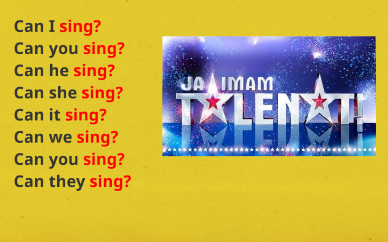 Can I sing?
Can you sing?
Can he sing?
Can she sing?
Can it sing?
Can we sing?
Can you sing?
Can they sing?
JA IMAM
TALENAT!